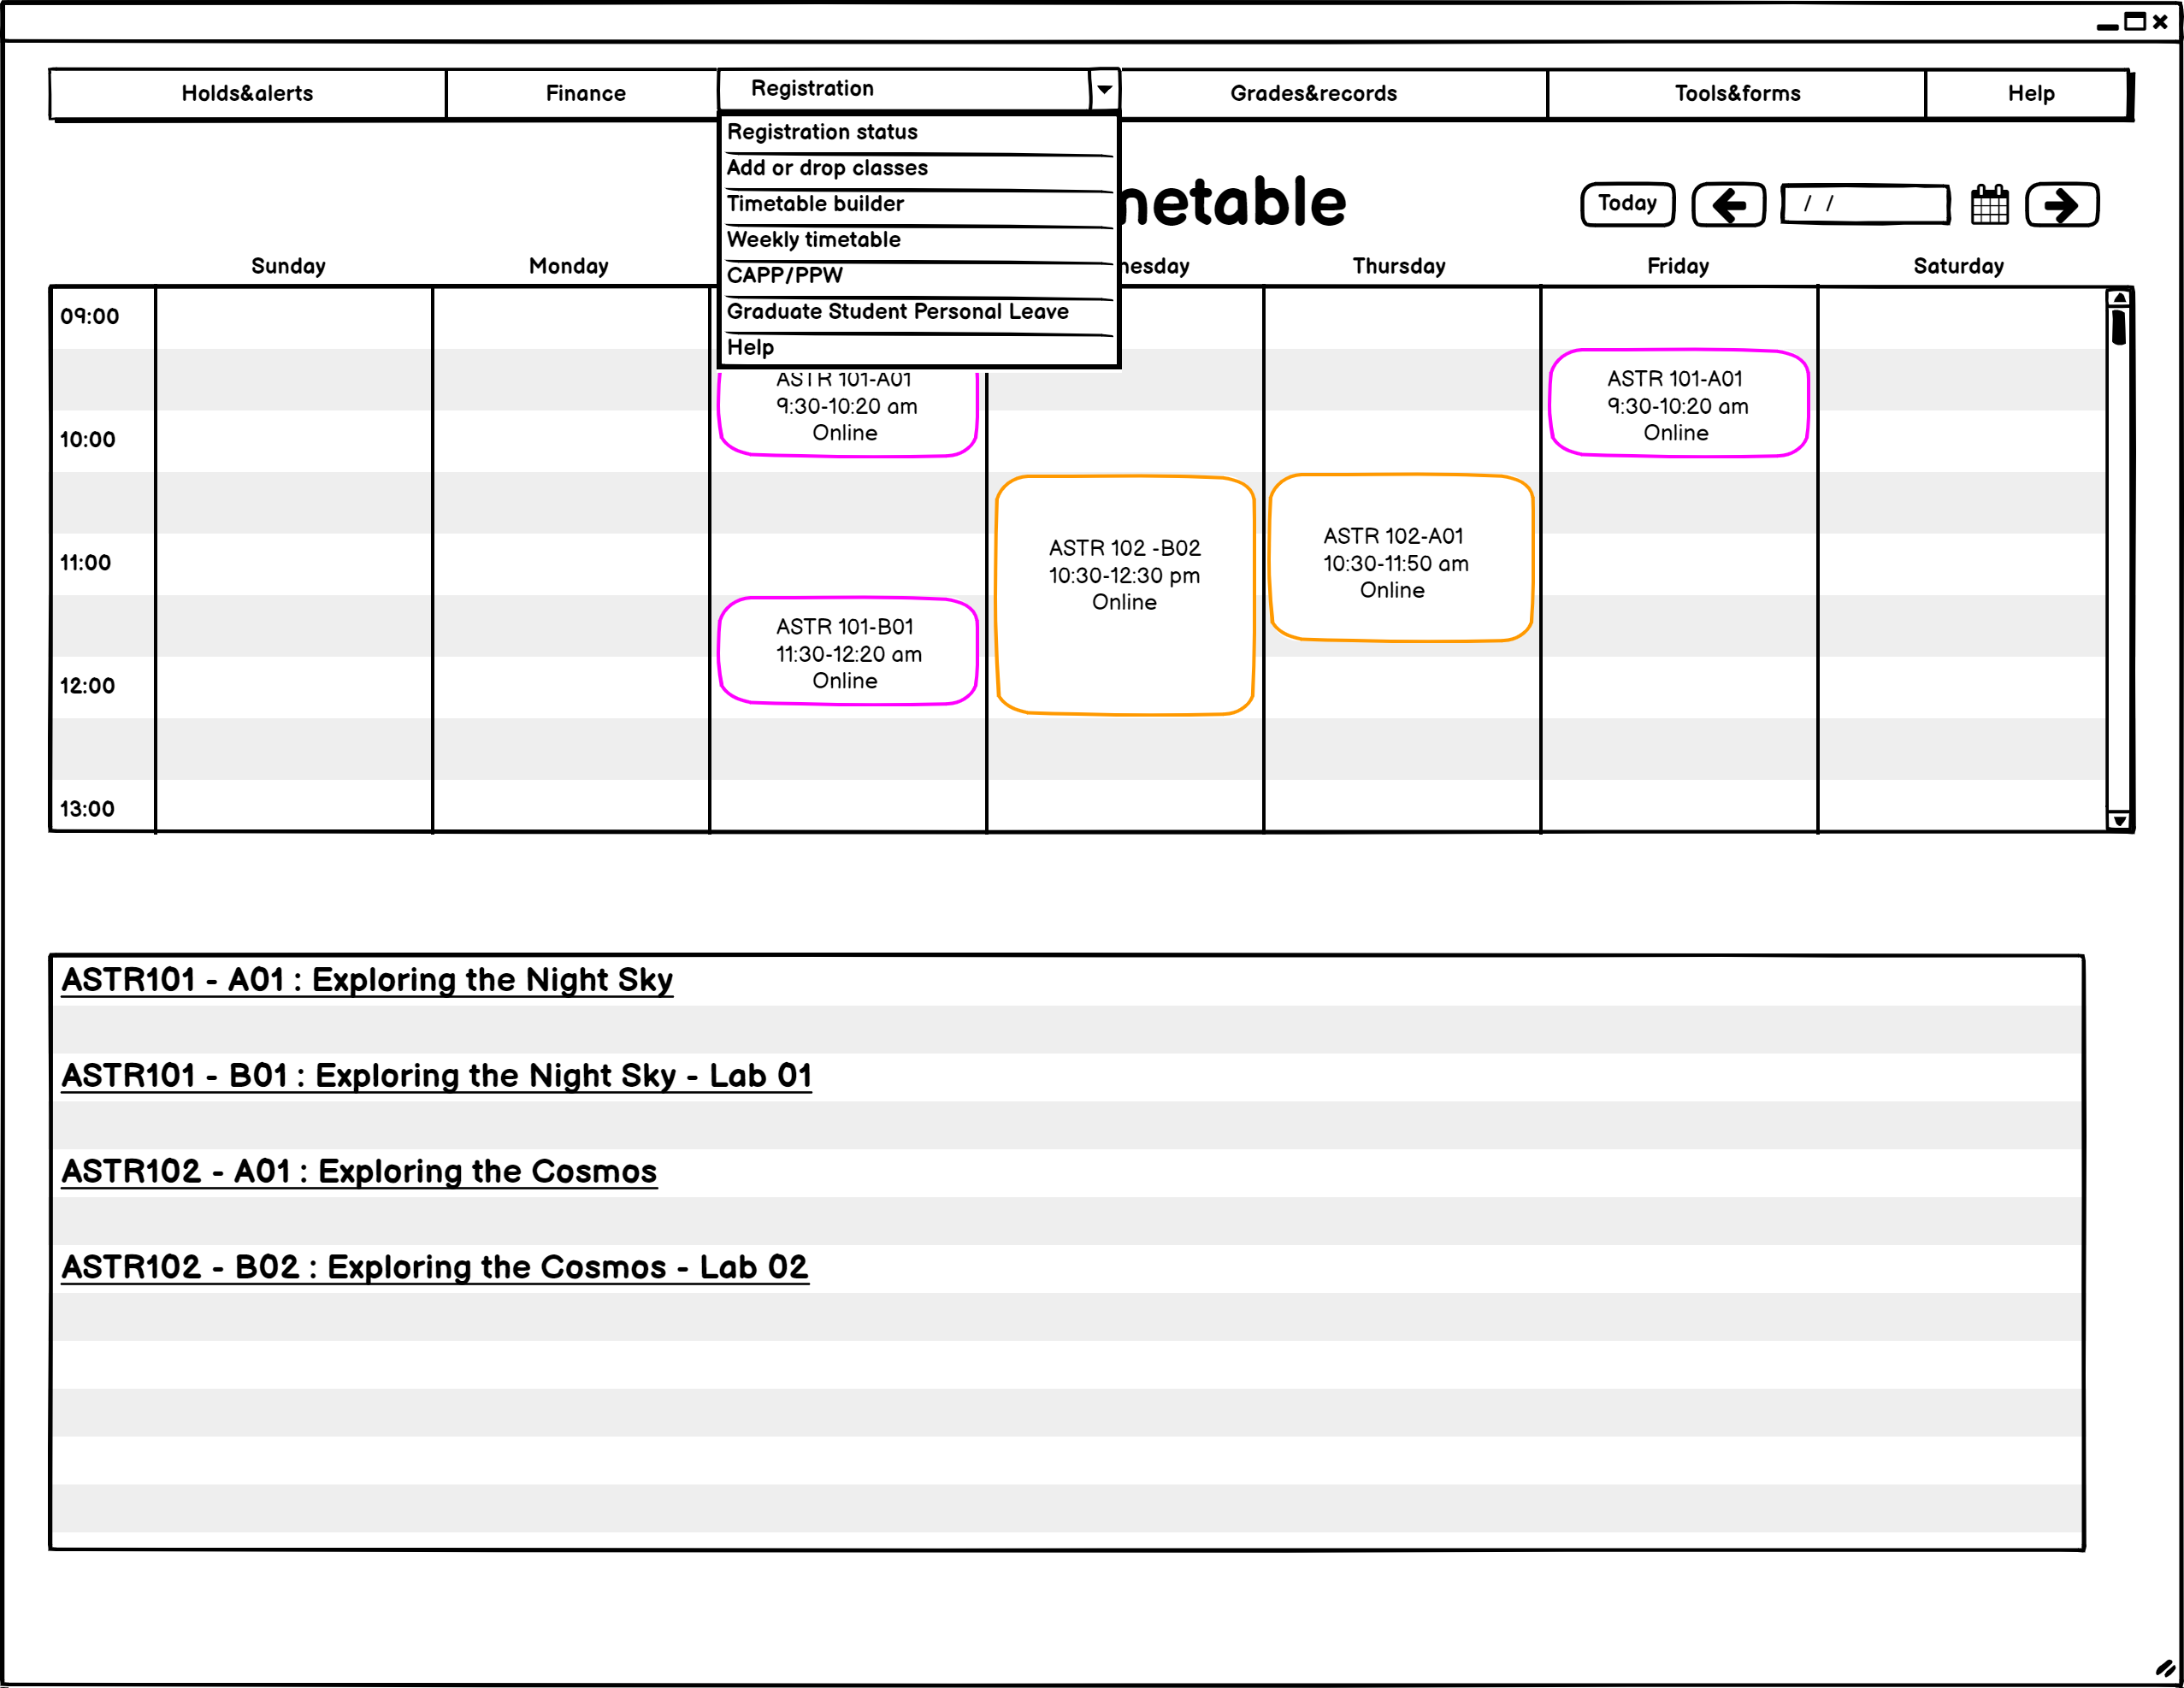 Holds&alerts
Finance
Registration
Grades&records
Tools&forms
Help
Registration status
Add or drop classes
Timetable builder
Weekly timetable
CAPP/PPW
Graduate Student Personal Leave
Help
netable
Today
/ /
Sunday
Monday
nesday
Thursday
Friday
Saturday
09:00
10:00
11:00
12:00
13:00
ASTR 101-A01
9:30-10:20 am
Online
ASTR 101-B01
11:30-12:20 am
Online
ASTR 102 -B02
10:30-12:30 pm
Online
ASTR 102-A01
10:30-11:50 am
Online
ASTR 101-A01
9:30-10:20 am
Online
ASTR101 - A01 : Exploring the Night Sky
ASTR101 - B01 : Exploring the Night Sky - Lab 01
ASTR102 - A01 : Exploring the Cosmos
ASTR102 - B02 : Exploring the Cosmos - Lab 02